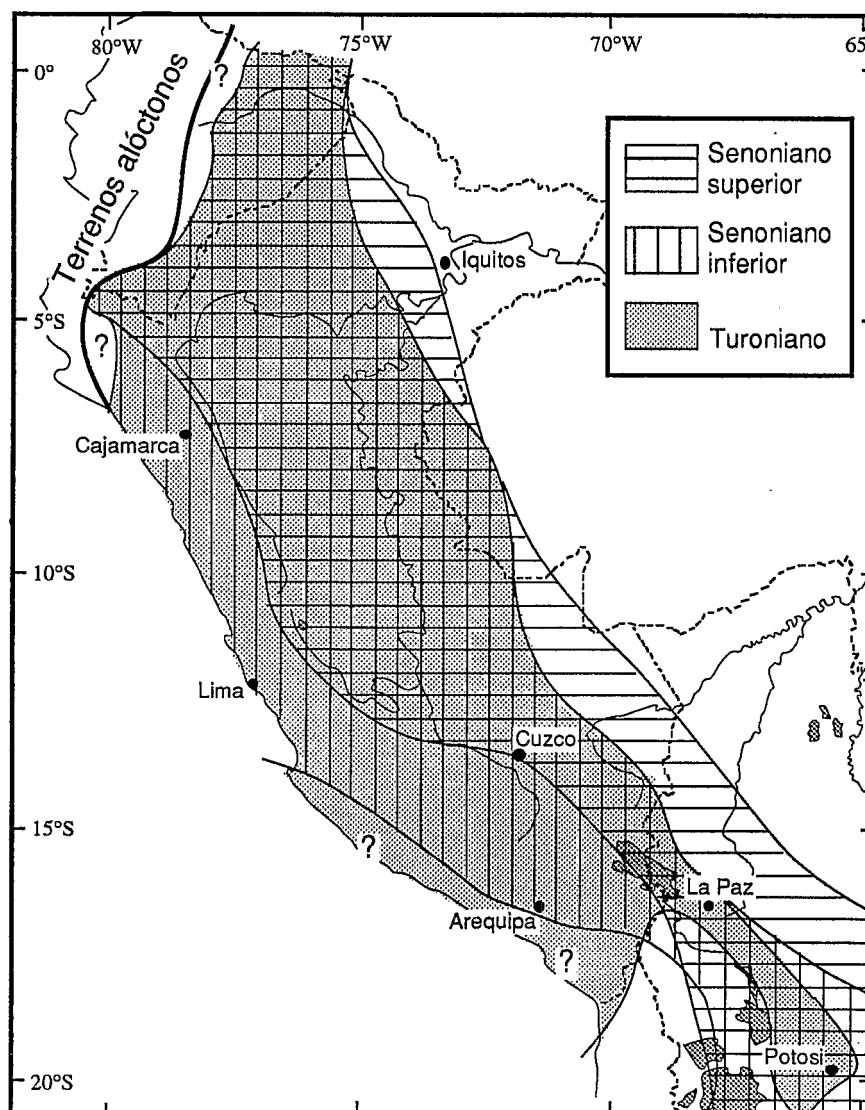 80°W
75°W
70°W
65
0°
5°S
10°S
15°S
20°S
Terrenos alóctonos
?
?
Senoniano
superior
Senoniano
inferior
Turoniano
Iquitos
Cajamarca
Lima
Cuzco
?
La Paz
Arequipa
?
Potosi